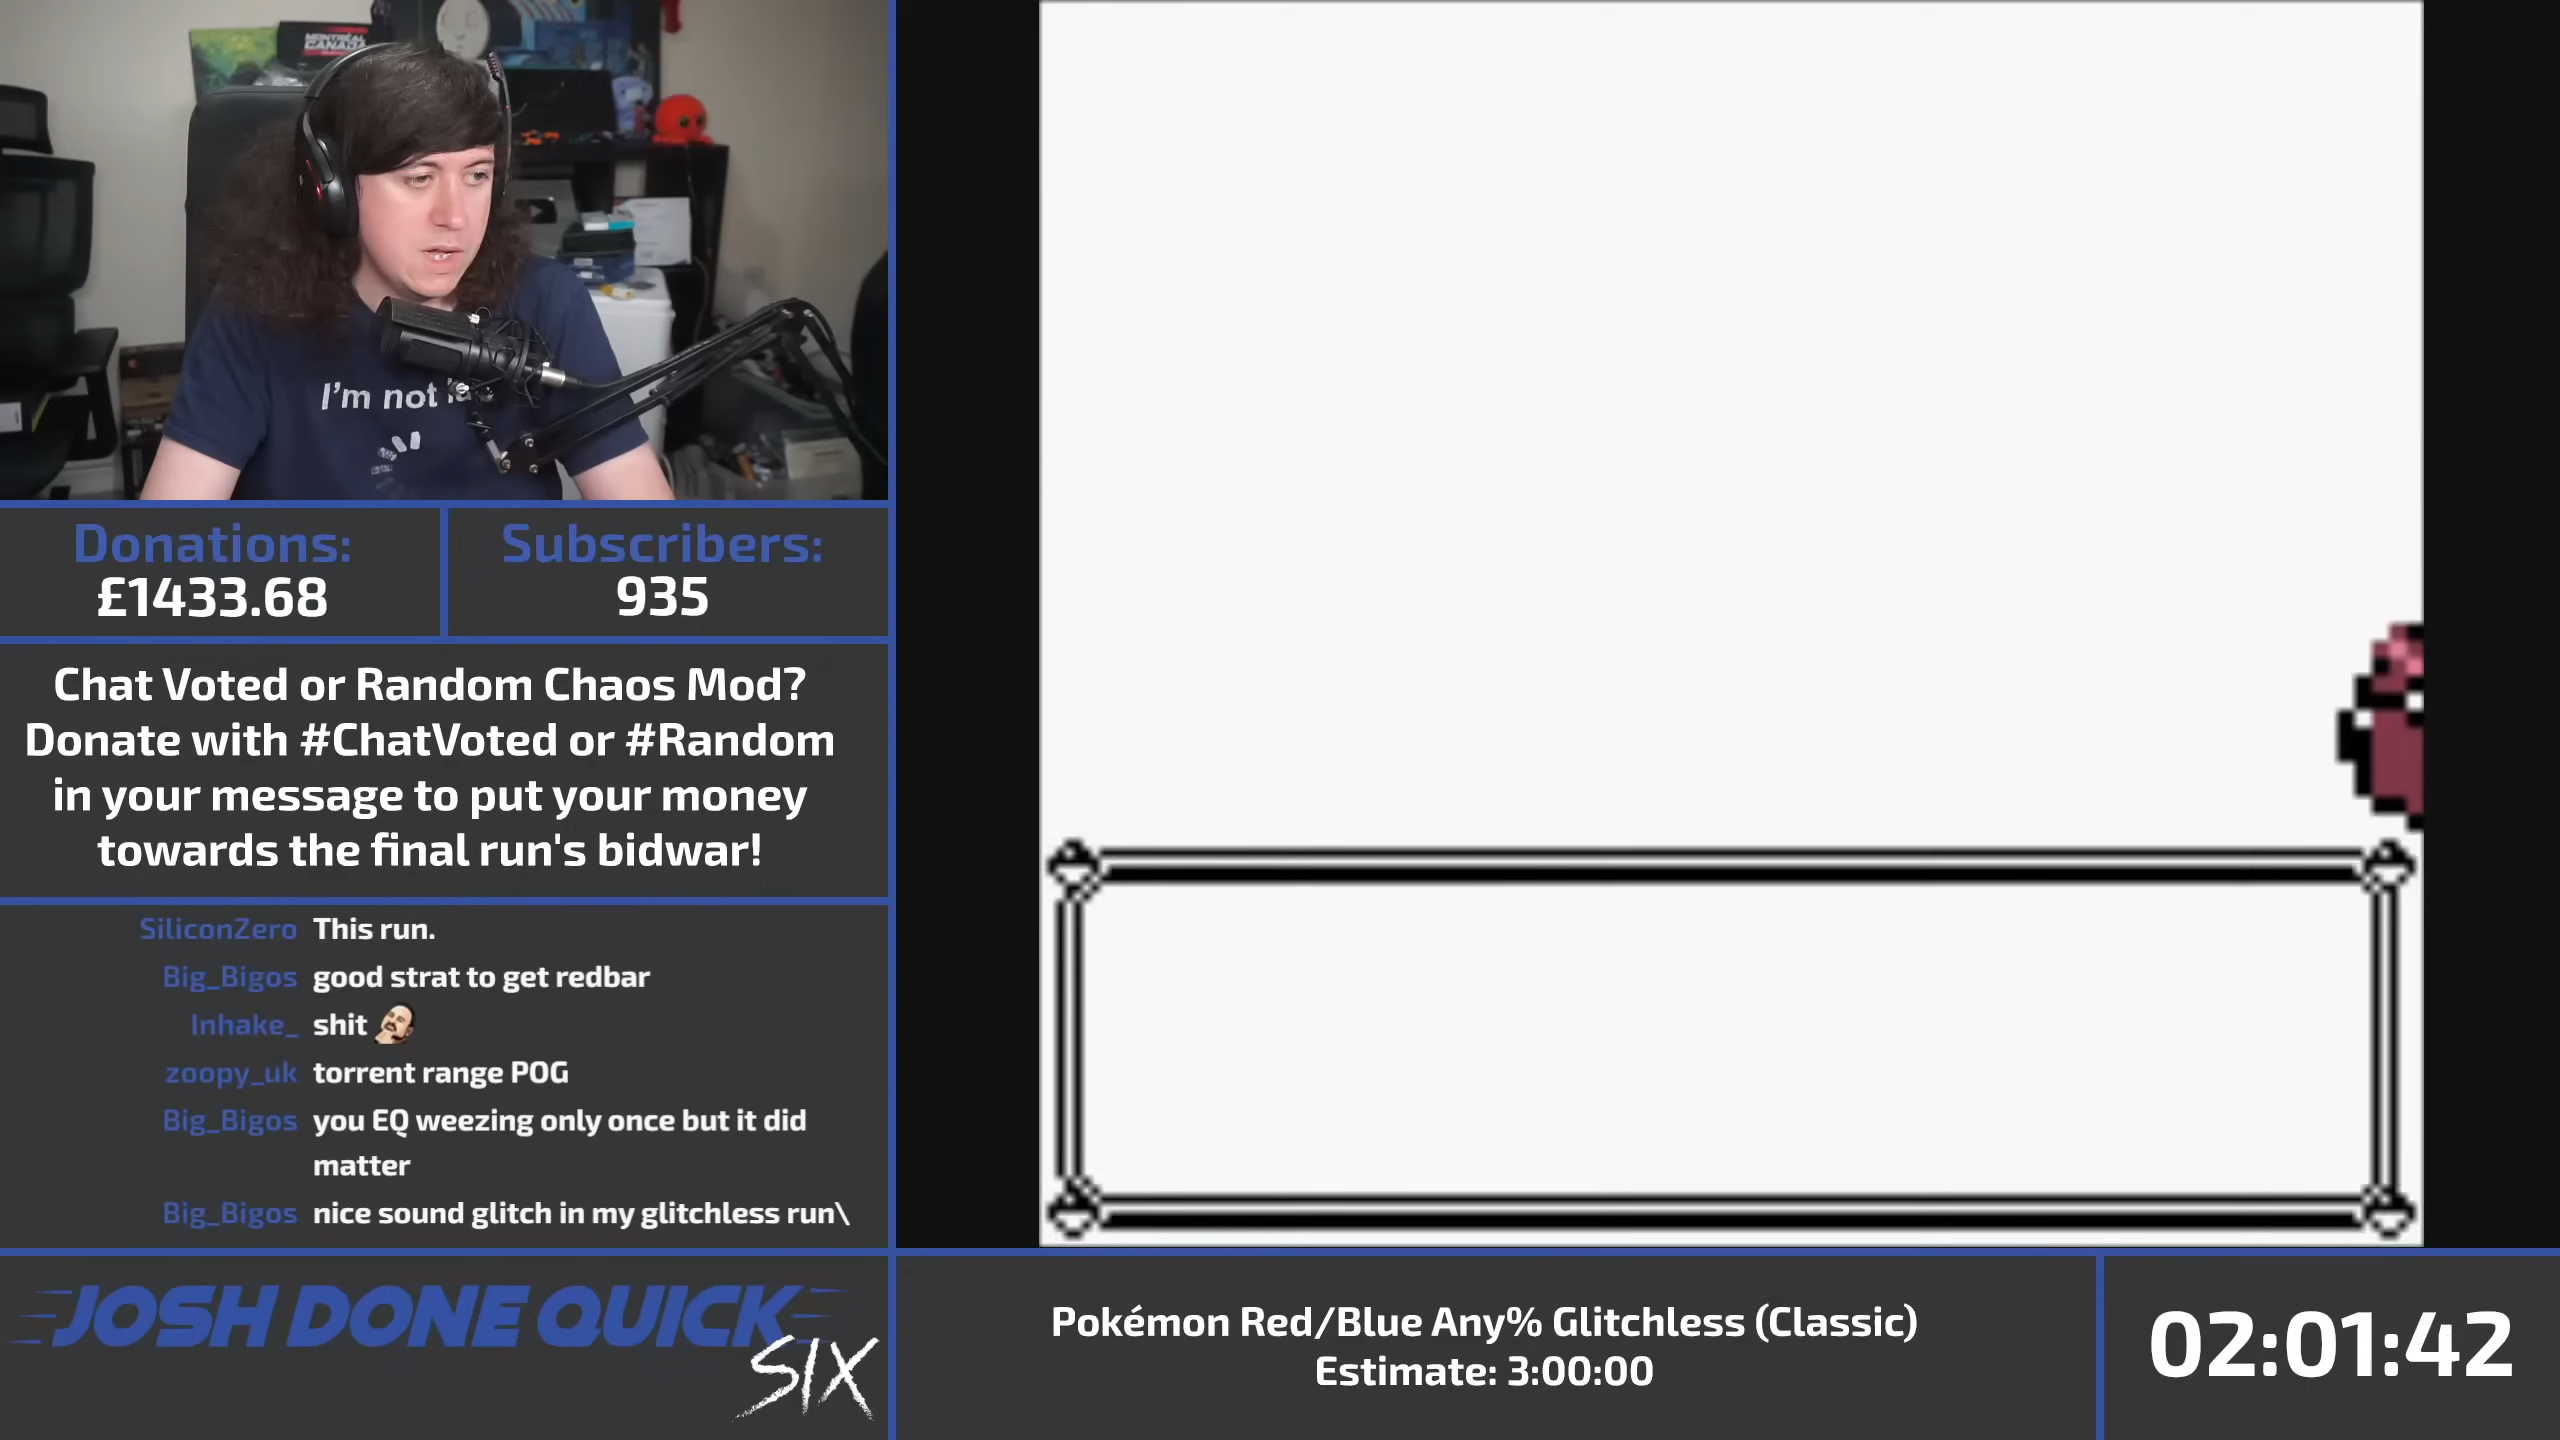 MONTRÉAL
CANADA
I'm not
Donations:
£1433.68
Subscribers:
935
Chat Voted or Random Chaos Mod?
Donate with #ChatVoted or #Random
in your message to put your money
towards the final run's bidwar!
SiliconZero This run.
Big_Bigos good strat to get redbar
Inhake_ shit
zoopy_uk torrent range POG
Big_Bigos you EQ weezing only once but it did
matter
Big_Bigos nice sound glitch in my glitchless run\
JOSH DONE QUICK
SIX
Pokémon Red/Blue Any% Glitchless (Classic)
Estimate: 3:00:00
02:01:42